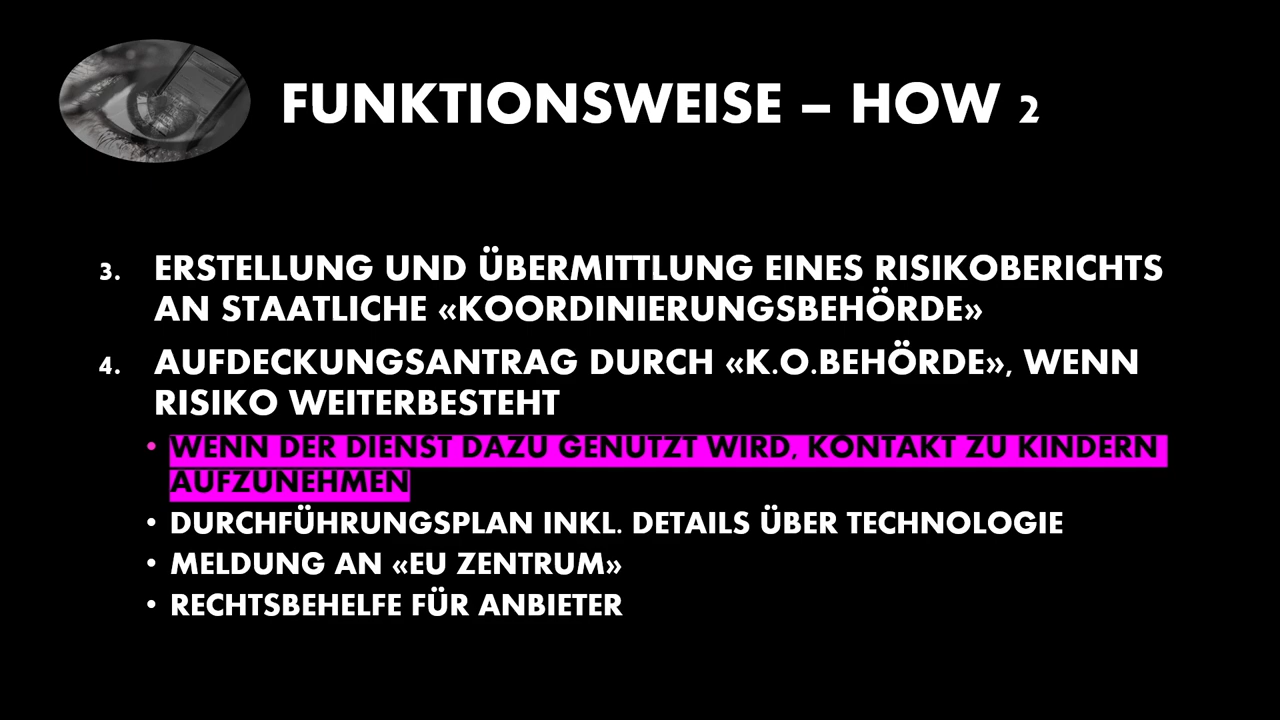 FUNKTIONSWEISE – HOW 2
3. ERSTELLUNG UND ÜBERMITTLUNG EINES RISIKOBERICHTS
AN STAATLICHE «KOORDINIERUNGSBEHÖRDE»
4. AUFDECKUNGSANTRAG DURCH «K.O.BEHÖRDE», WENN
RISIKO WEITERBESTEHT
• WENN DER DIENST DAZU GENUTZT WIRD, KONTAKT ZU KINDERN
AUFZUNEHMEN
• DURCHFÜHRUNGSPLAN INKL. DETAILS ÜBER TECHNOLOGIE
• MELDUNG AN «EU ZENTRUM»
• RECHTSBEHELFE FÜR ANBIETER